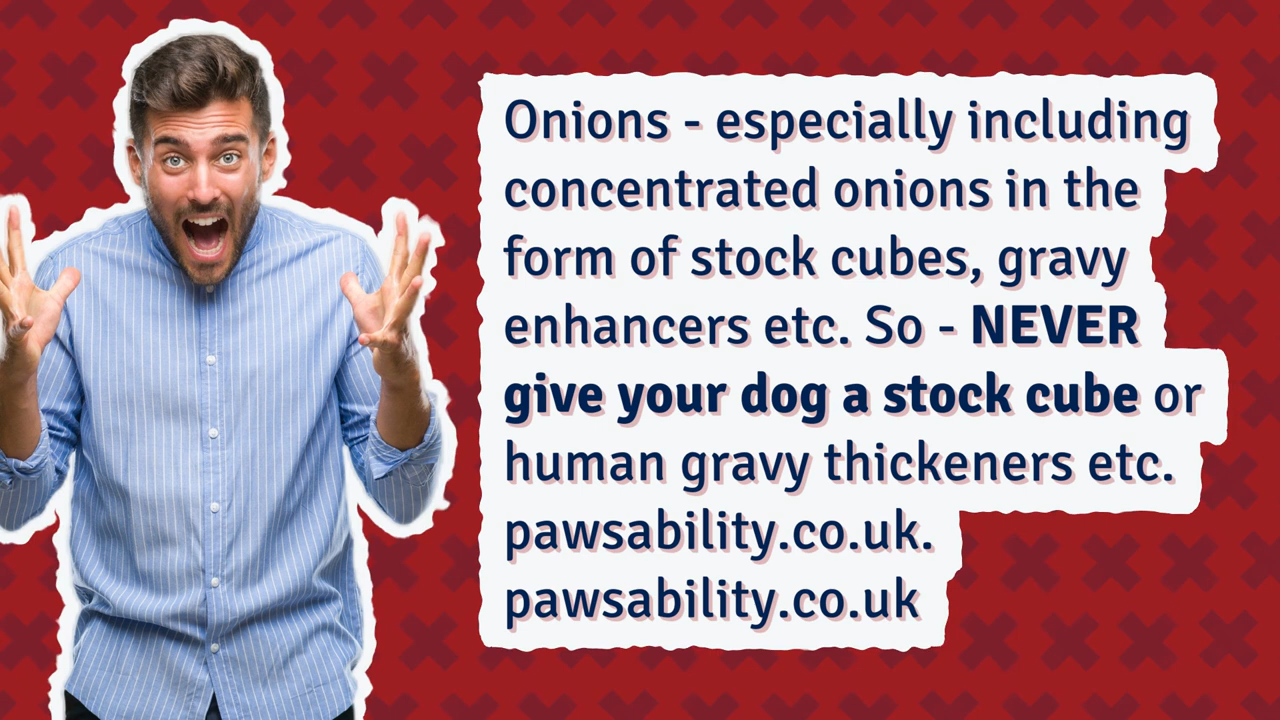 Onions - especially including
concentrated onions in the
form of stock cubes, gravy
enhancers etc. So - NEVER
give your dog a stock cube or
human gravy thickeners etc.
pawsability.co.uk.
pawsability.co.uk